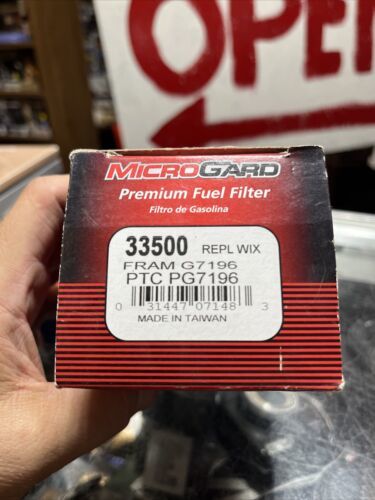 OPEN
MICROGARD
Premium Fuel Filter
Filtro de Gasolina
33500 REPL WIX
FRAM G7196
PTC PG7196
0 31447 07148 3
MADE IN TAIWAN